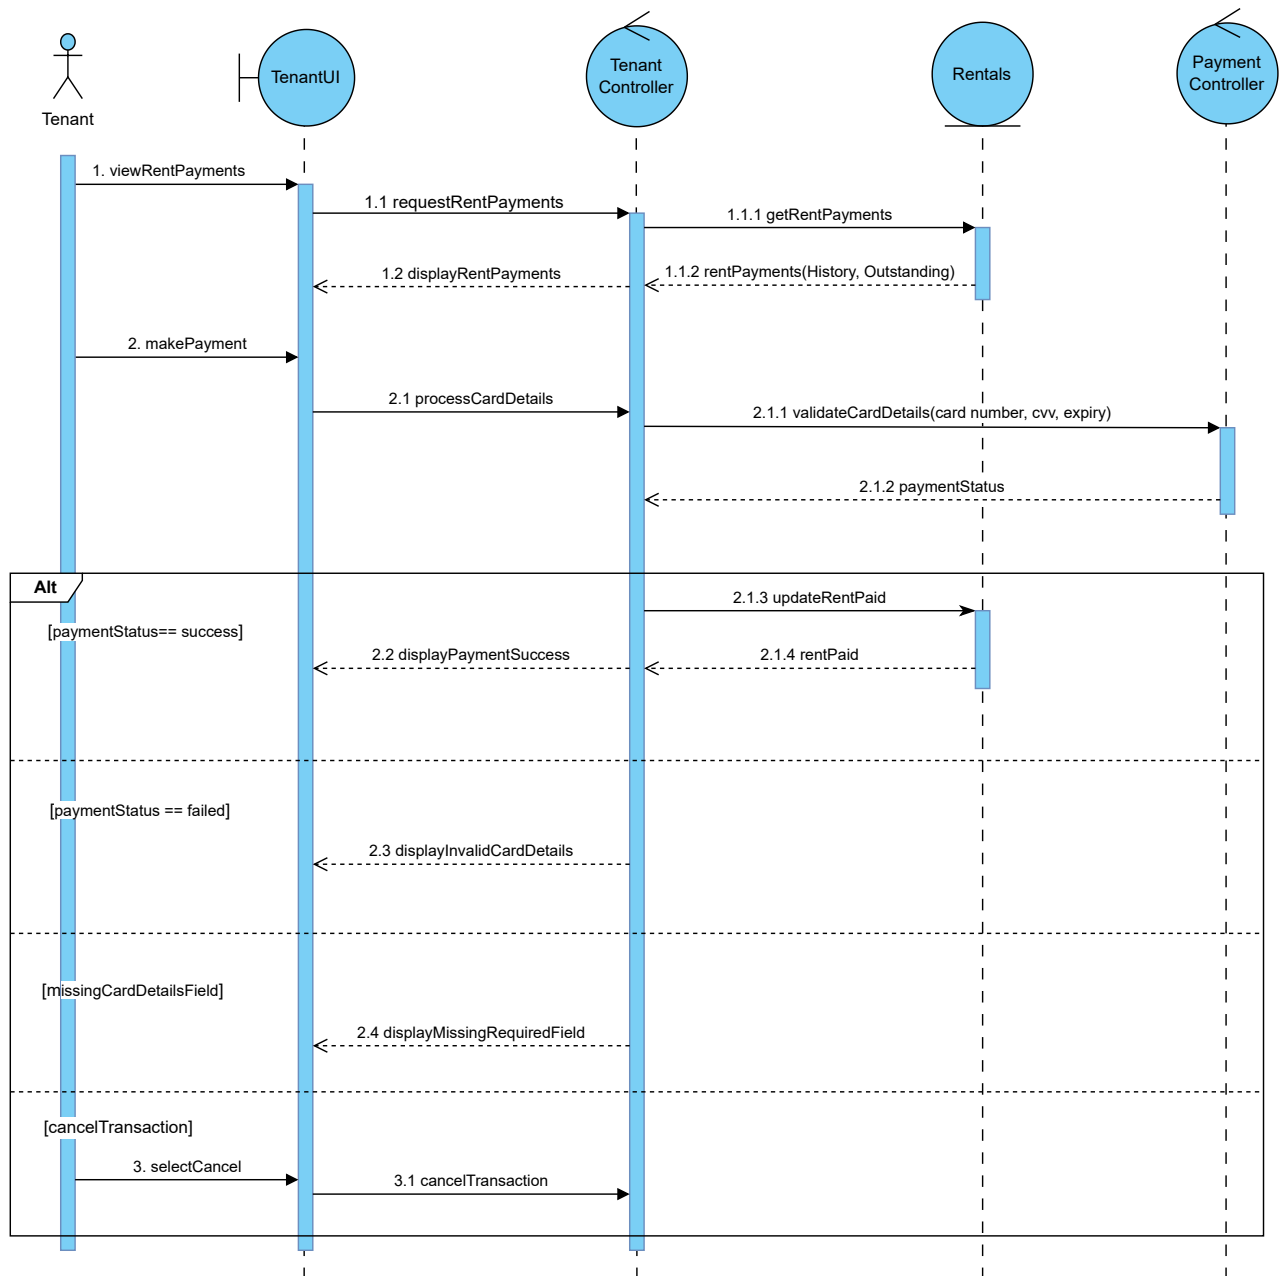 Tenant
TenantUI
Tenant
Controller
Rentals
Payment
Controller
1. viewRentPayments
1.1 requestRentPayments
1.1.1 getRentPayments
1.2 displayRentPayments
1.1.2 rentPayments(History, Outstanding)
2. makePayment
2.1 processCardDetails
2.1.1 validateCardDetails(card number, cvv, expiry)
2.1.2 paymentStatus
Alt
2.1.3 updateRentPaid
[paymentStatus== success]
2.2 displayPaymentSuccess
2.1.4 rentPaid
[paymentStatus == failed]
2.3 displayInvalidCardDetails
[missingCardDetailsField]
2.4 displayMissingRequiredField
[cancelTransaction]
3. selectCancel
3.1 cancelTransaction